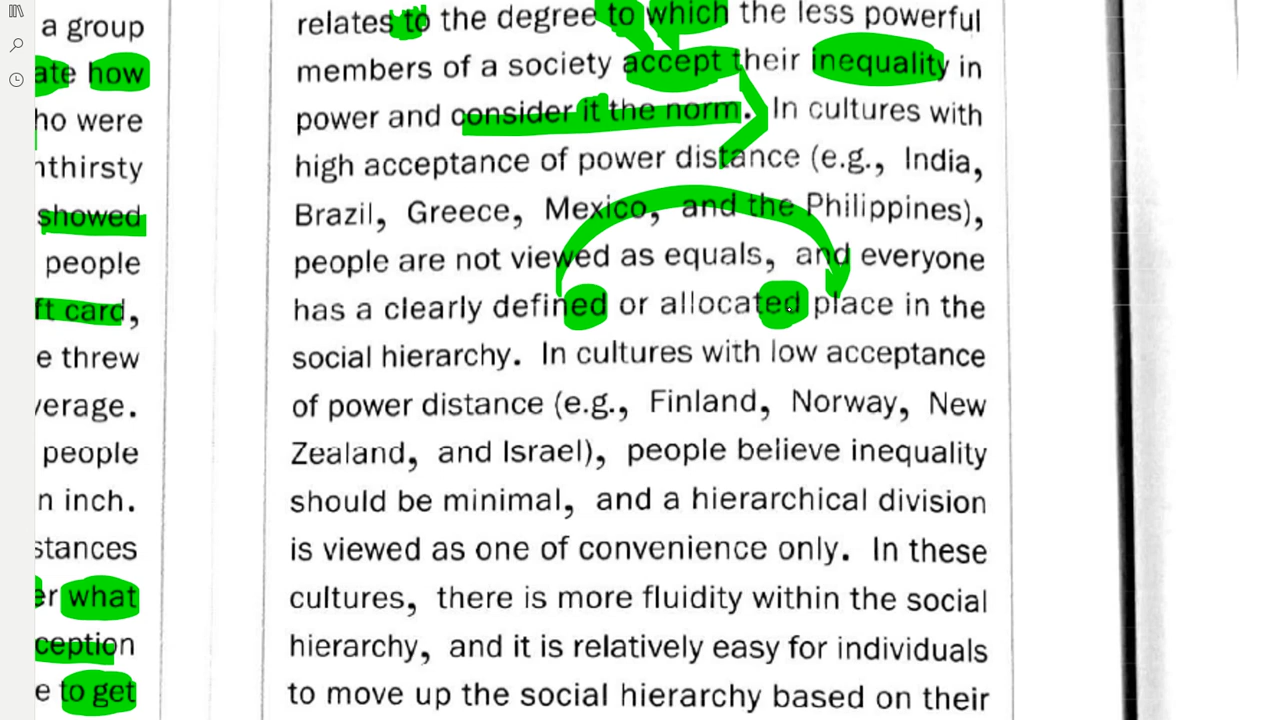 a group
ate how
ho were
nthirsty
showed
people
ft card,
e threw
verage.
people
n inch.
stances
er what
ception
e to get
relates to the degree to which the less powerful
members of a society accept their inequality in
power and consider it the norm. In cultures with
high acceptance of power distance (e.g., India,
Brazil, Greece, Mexico, and the Philippines),
people are not viewed as equals, and everyone
has a clearly defined or allocated place in the
social hierarchy. In cultures with low acceptance
of power distance (e.g., Finland, Norway, New
Zealand, and Israel), people believe inequality
should be minimal, and a hierarchical division
is viewed as one of convenience only. In these
cultures, there is more fluidity within the social
hierarchy, and it is relatively easy for individuals
to move up the social hierarchy based on their